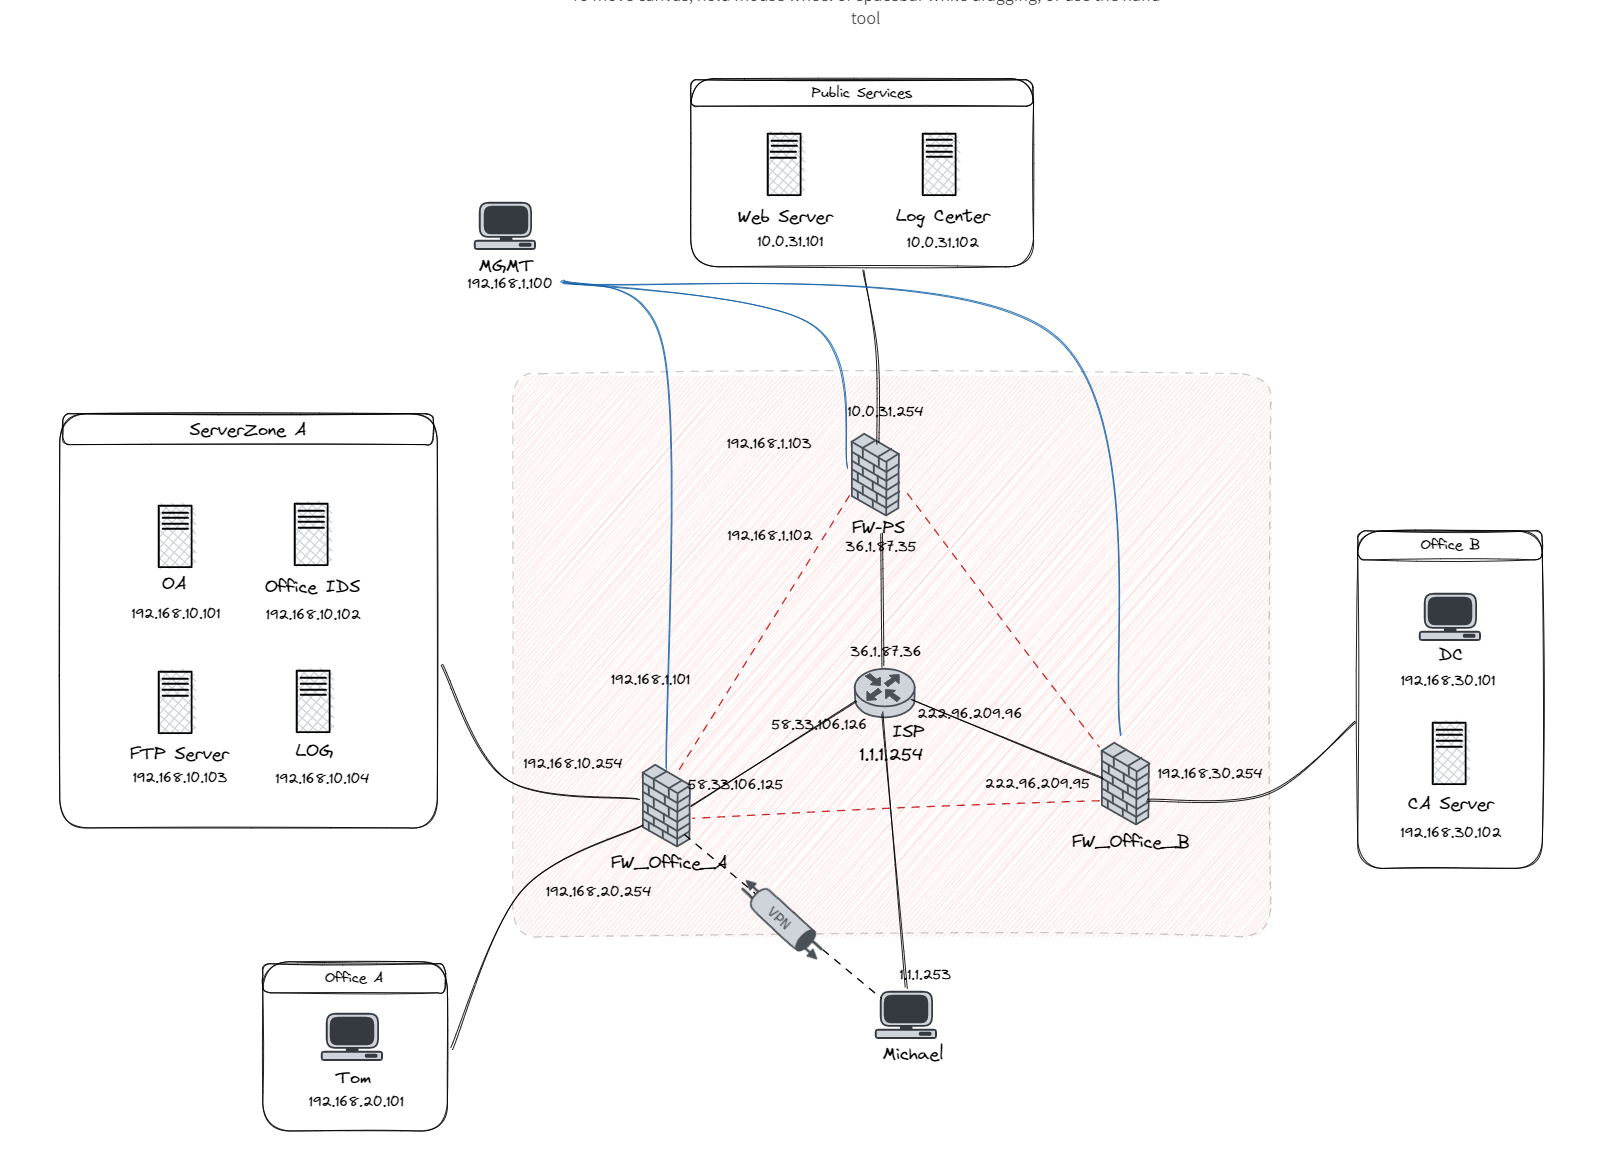 tool
Public Services
Web Server
10.0.31.101
Log Center
10.0.31.102
MGMT
192.168.1.100
10.0.31.254
192.168.1.103
FW-PS
36.1.87.35
192.168.1.102
ServerZone A
OA
192.168.10.101
Office IDS
192.168.10.102
FTP Server
192.168.10.103
LOG
192.168.10.104
36.1.87.36
192.168.1.101
58.33.106.126
222.96.209.96
ISP
1.1.1.254
192.168.10.254
58.33.106.125
222.96.209.95
192.168.30.254
FW_Office_A
FW_Office_B
192.168.20.254
VPN
Office B
DC
192.168.30.101
CA Server
192.168.30.102
Office A
Tom
192.168.20.101
1.1.1.253
Michael